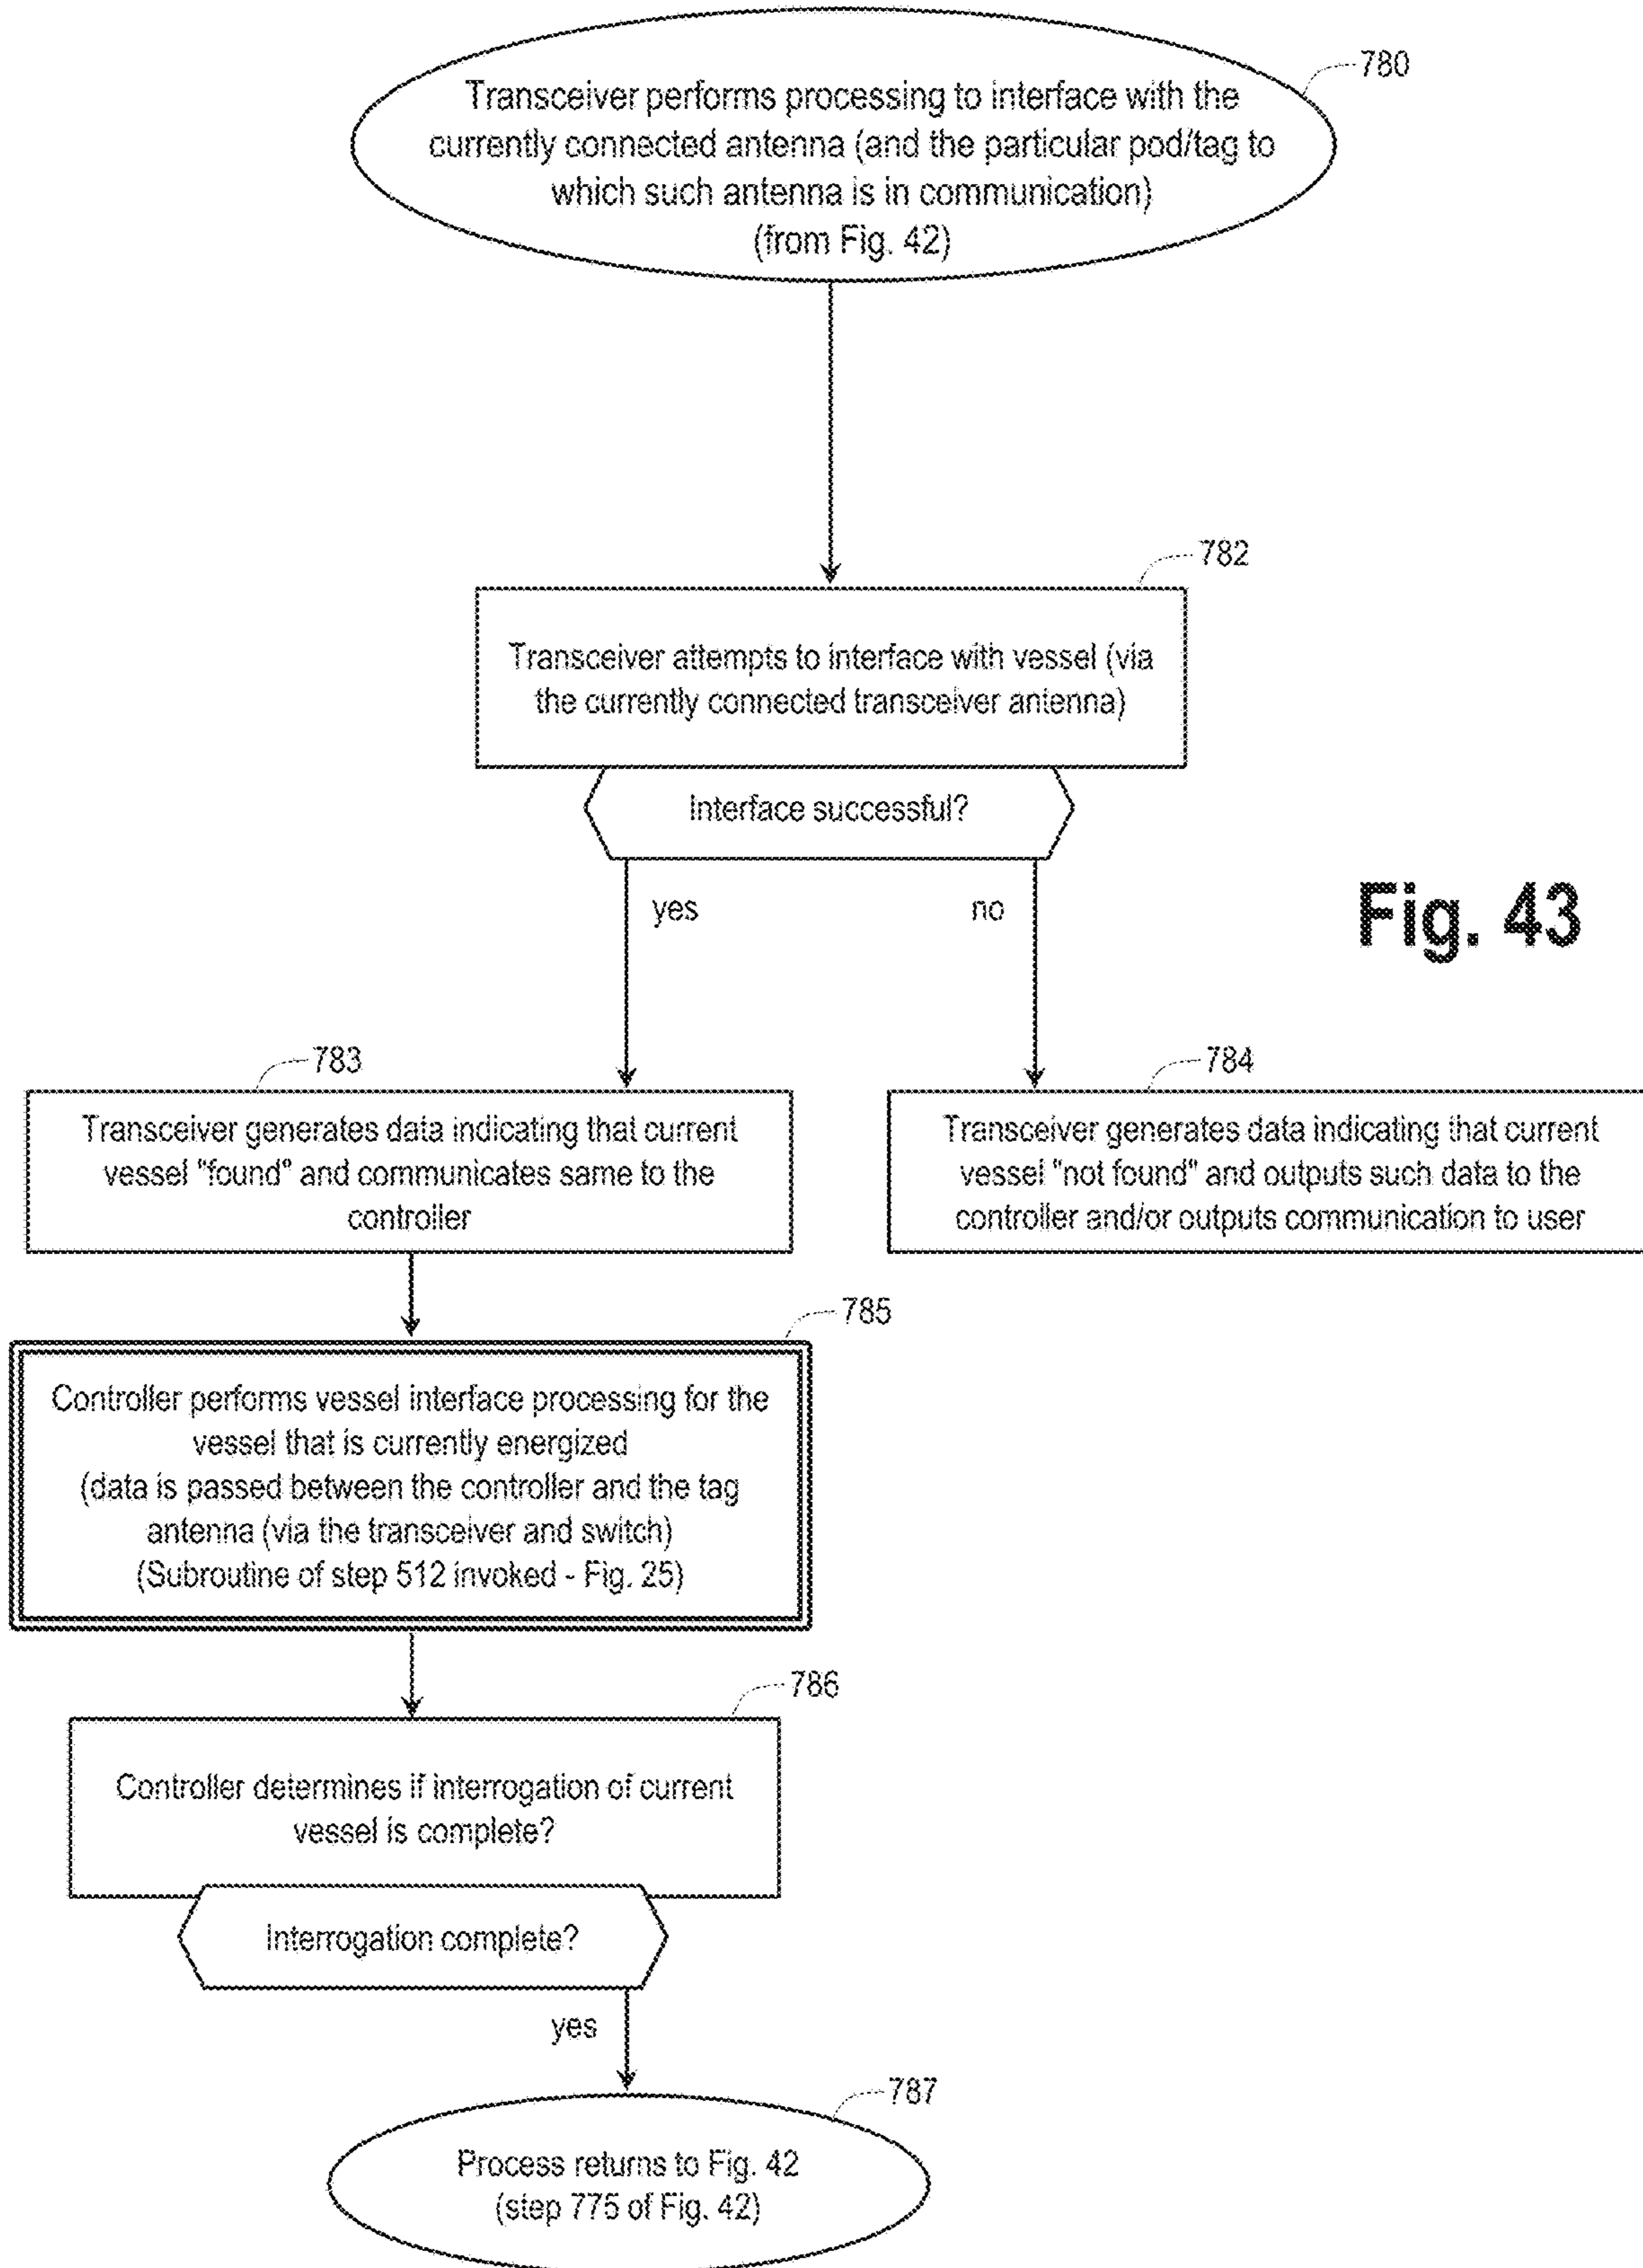 780
Transceiver performs processing to interface with the
currently connected antenna (and the particular pod/tag to
which such antenna is in communication)
(from Fig. 42)
782
Transceiver attempts to interface with vessel (via
the currently connected transceiver antenna)
Interface successful?
yes
no
Fig. 43
783
Transceiver generates data indicating that current
vessel "found" and communicates same to the
controller
784
Transceiver generates data indicating that current
vessel "not found" and outputs such data to the
controller and/or outputs communication to user
785
Controller performs vessel interface processing for the
vessel that is currently energized
(data is passed between the controller and the tag
antenna (via the transceiver and switch)
(Subroutine of step 512 invoked - Fig. 25)
786
Controller determines if interrogation of current
vessel is complete?
Interrogation complete?
yes
787
Process returns to Fig. 42
(step 775 of Fig. 42)